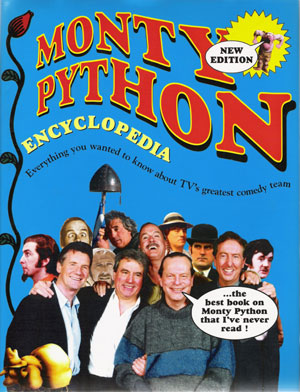 MONTY
PYTHON
NEW
EDITION
ENCYCLOPEDIA
Everything you wanted to know about TV's greatest comedy team
...the
best book on
Monty Python
that I've never
read !